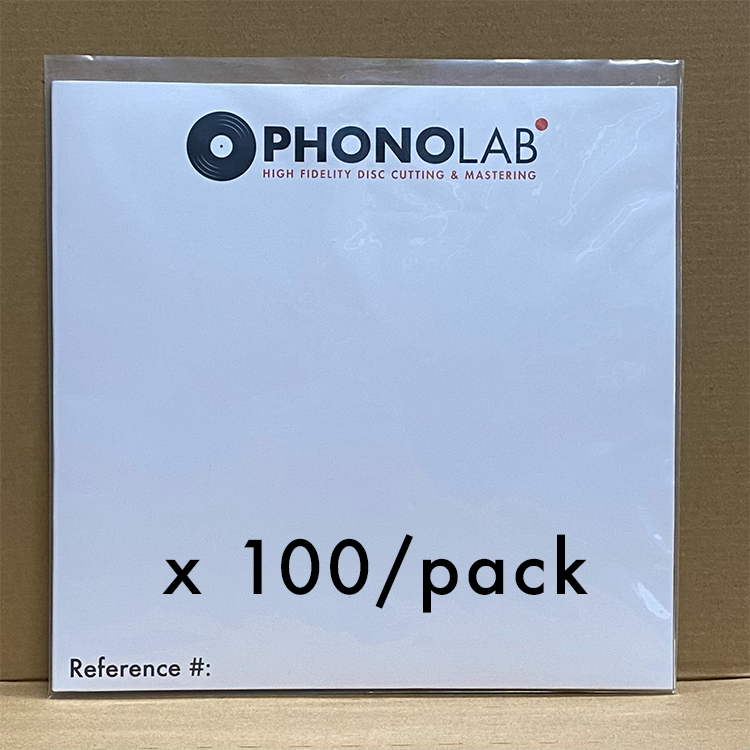 PHONOLAB
HIGH FIDELITY DISC CUTTING & MASTERING
x 100/pack
Reference #: